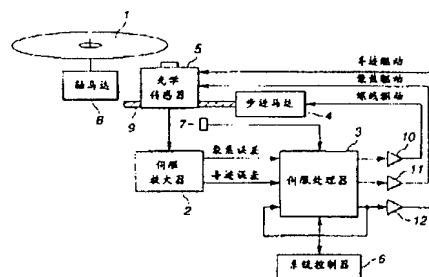 1
5
光学
传感器
寻迹驱动
聚焦驱动
螺线驱动
轴马达
8
9
步进马达
4
7
3
10
伺服
放大器
2
聚焦误差
寻迹误差
伺服处理器
11
12
系统控制器
6